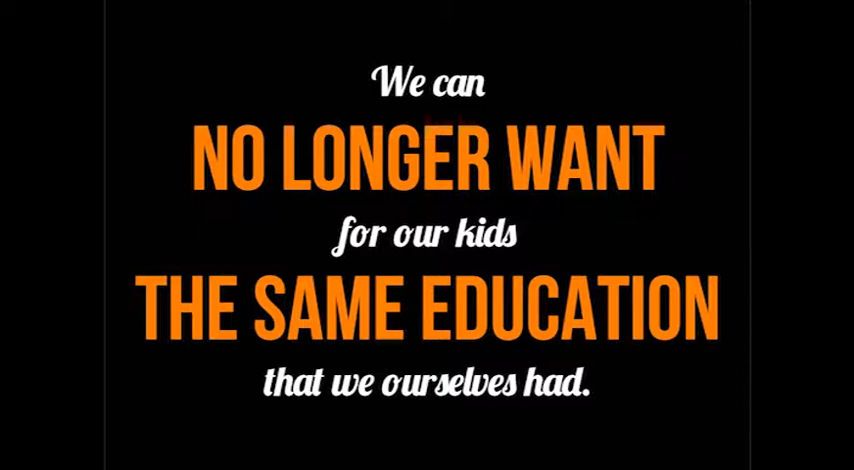 We can
NO LONGER WANT
for our kids
THE SAME EDUCATION
that we ourselves had.